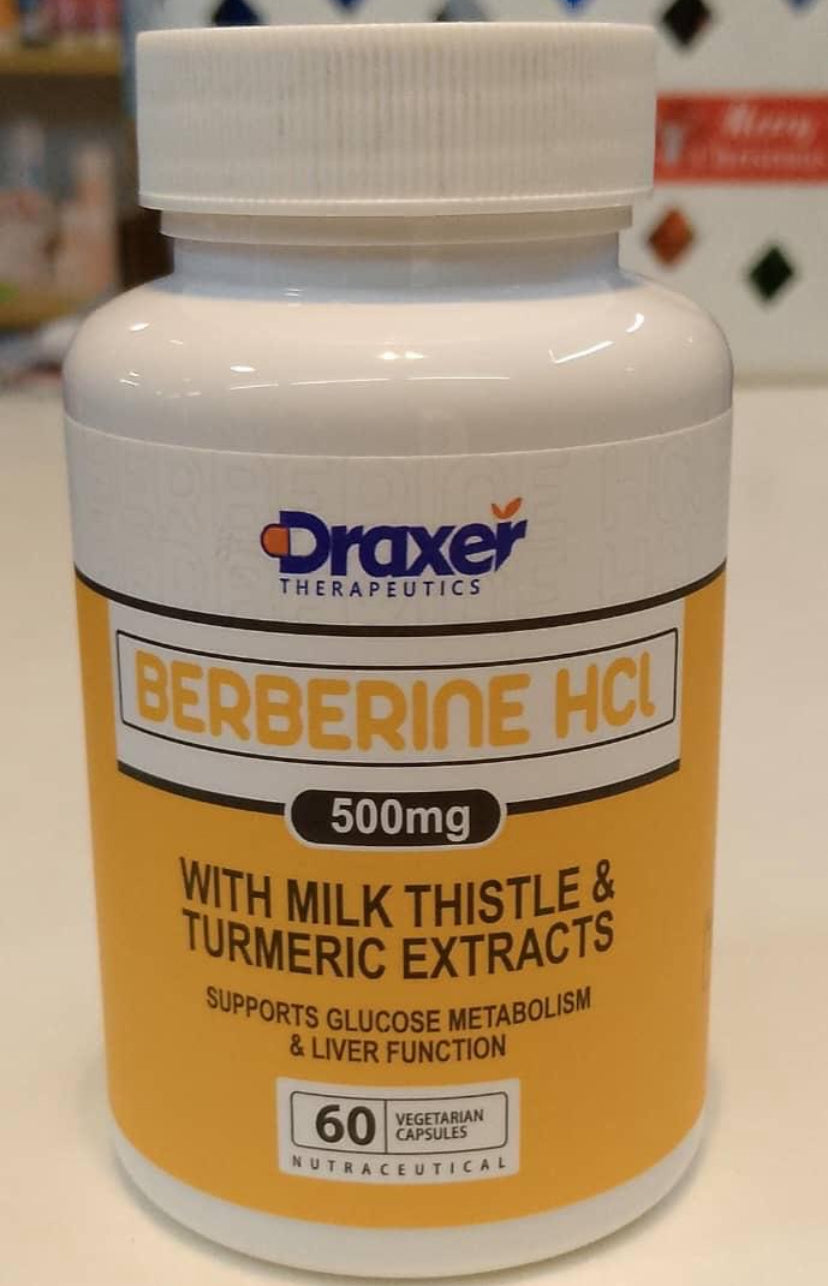 Merry
Draxer
THERAPEUTICS
BERBERINE HCl
500mg
WITH MILK THISTLE &
TURMERIC EXTRACTS
SUPPORTS GLUCOSE METABOLISM
& LIVER FUNCTION
60 VEGETARIAN
CAPSULES
NUTRACEUTICAL